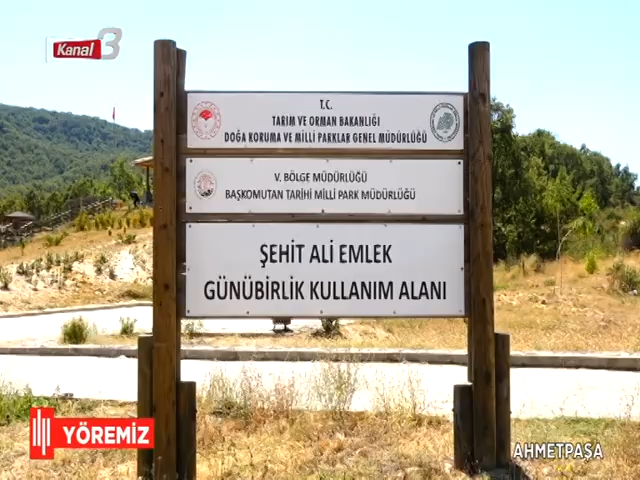 Kanal 3
T.C.
TARIM VE ORMAN BAKANLIĞI
DOĞA KORUMA VE MİLLİ PARKLAR GENEL MÜDÜRLÜĞÜ
V. BÖLGE MÜDÜRLÜĞÜ
BAŞKOMUTAN TARİHİ MİLLİ PARK MÜDÜRLÜĞÜ
ŞEHİT ALİ EMLEK
GÜNÜBİRLİK KULLANIM ALANI
YÖREMİZ
AHMETPAŞA